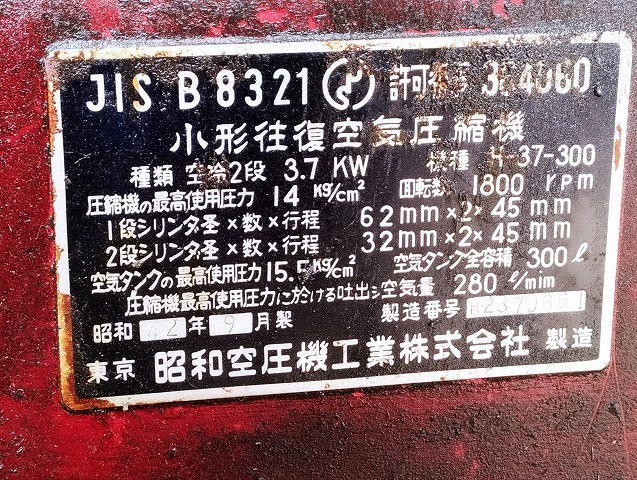 JIS B 8321 許可番号
小形往復空気圧縮機
種類 空冷2段 3.7 KW 機種 H-37-300
圧縮機の最高使用圧力 14 Kg/cm² 回転数 1800 rpm
1段シリンダ径×数×行程 62mm×2×45mm
2段シリンダ径×数×行程 32mm×2×45mm
空気タンクの最高使用圧力 15.5 Kg/cm² 空気タンク全容積 300ℓ
圧縮機最高使用圧力に於ける吐出シ空気量 280 ℓ/mim
昭和 42年 9月製 製造番号
東京 昭和空圧機工業株式会社 製造